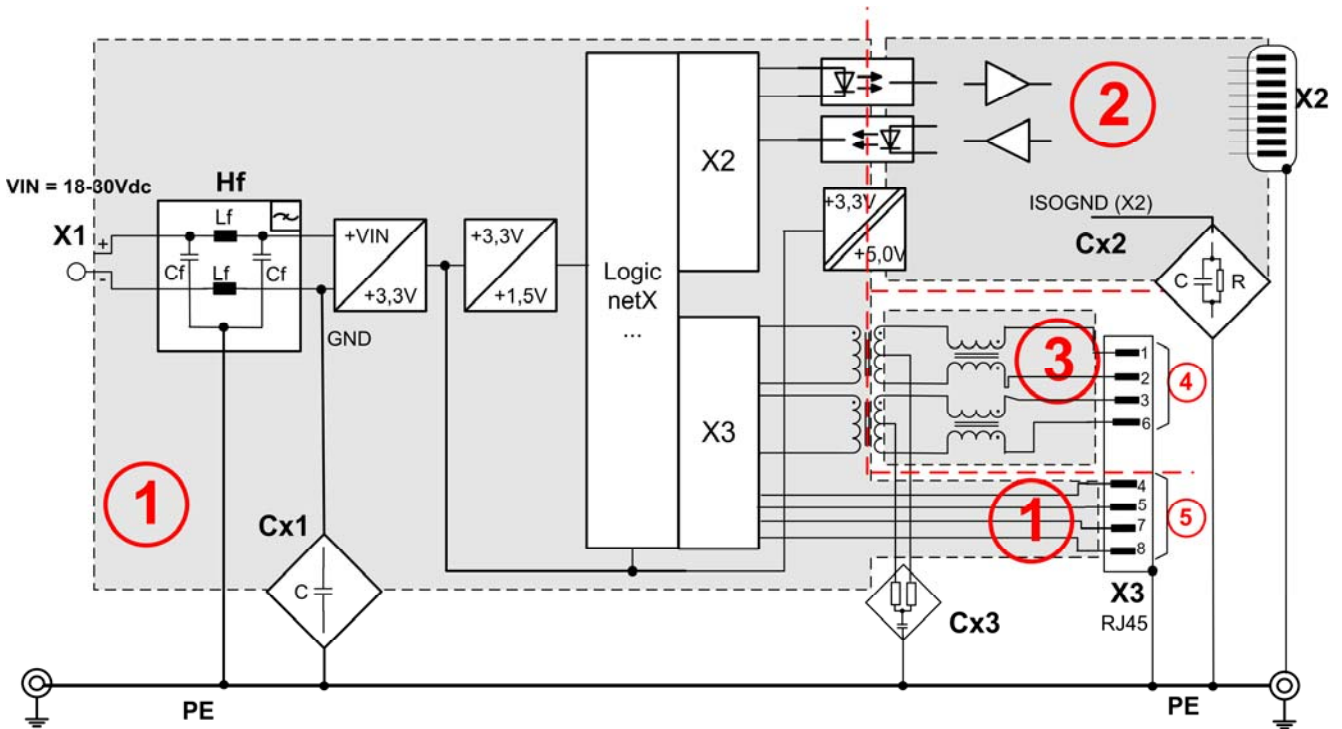 2
X2
VIN = 18-30Vdc
Hf
Lf
X1
+
-
Cf
Lf
Cf
+VIN
+3,3V
+3,3V
+1,5V
Logic
netX
...
X2
+3,3V
+5,0V
ISOGND (X2)
Cx2
C
R
GND
3
1
2
3
6
4
X3
1
Cx1
C
1
4
5
7
8
5
X3
RJ45
Cx3
PE
PE